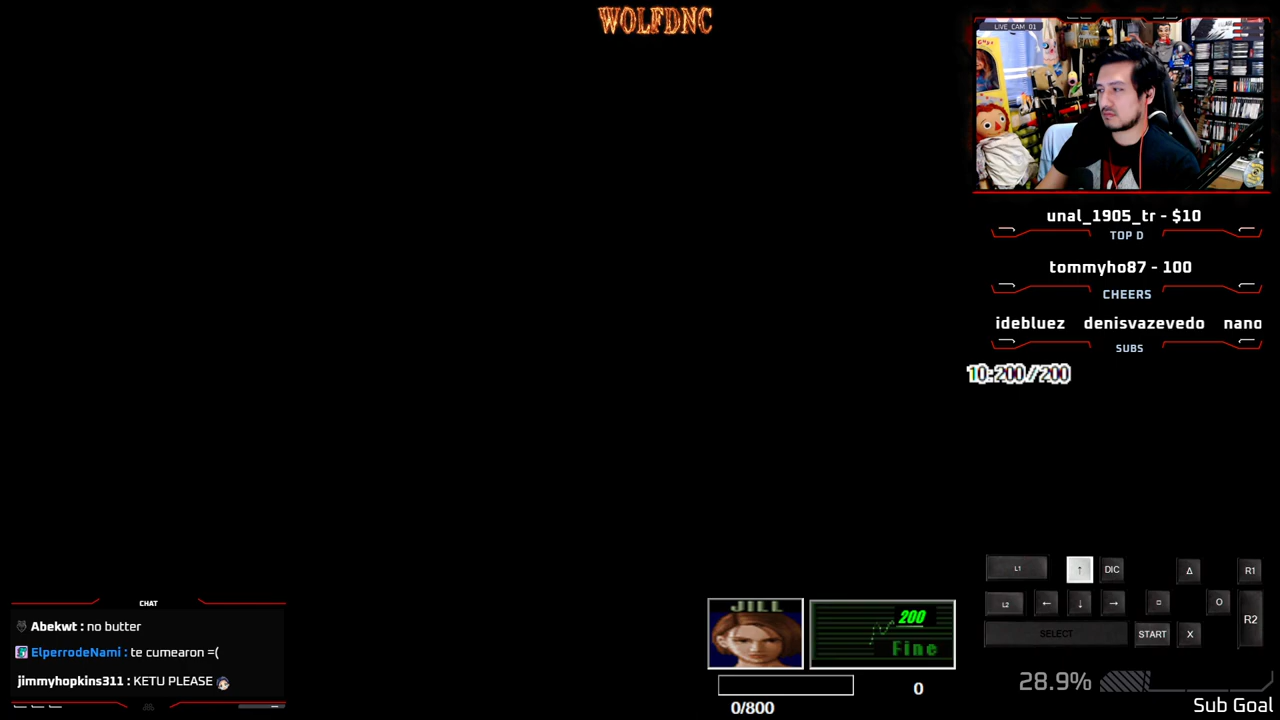 WOLFDNC
LIVE CAM 01
unal_1905_tr - $10
TOP D
tommyho87 - 100
CHEERS
idebluez denisvazevedo nano
SUBS
10:200/200
L1 ↑ DIC Δ R1
L2 ← ↓ → □ O R2
SELECT START X
28.9%
Sub Goal
CHAT
Abekwt : no butter
ElperrodeNami : te cumearon =(
jimmyhopkins311 : KETU PLEASE
JILL
200
Fine
0
0/800